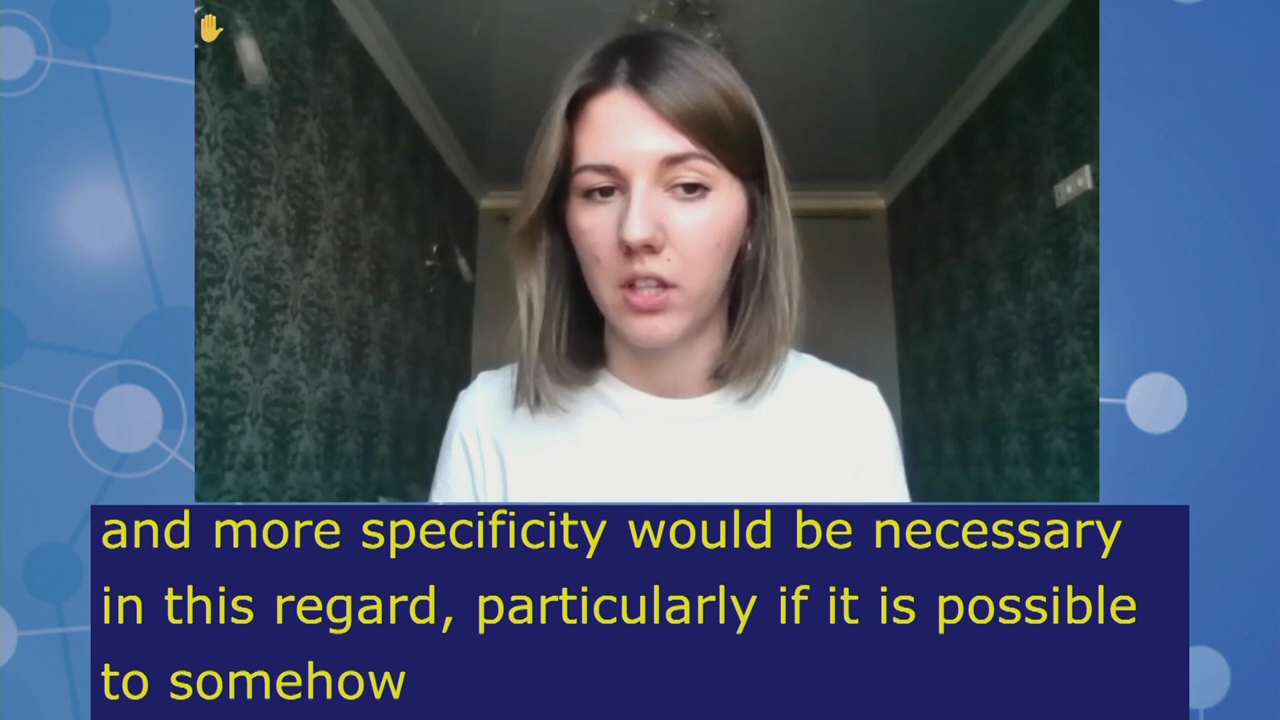 and more specificity would be necessary
in this regard, particularly if it is possible
to somehow